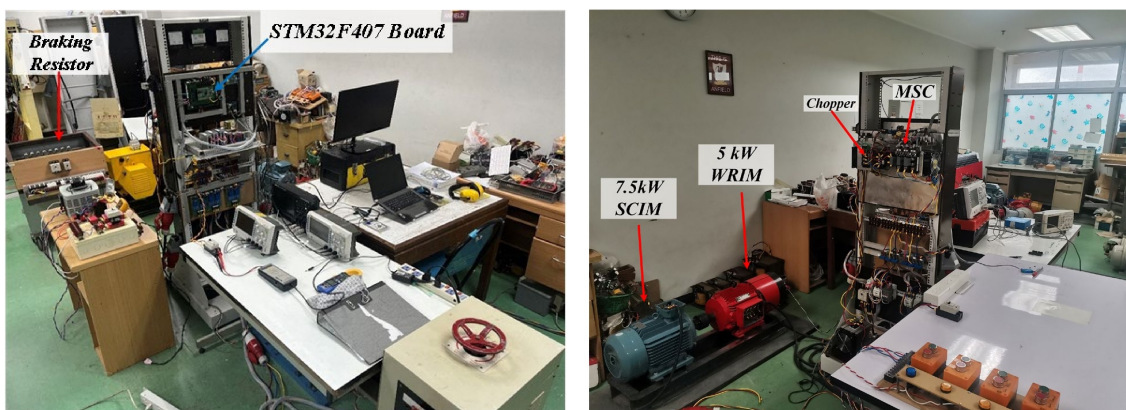 Braking
Resistor
STM32F407 Board
Chopper
MSC
5 kW
WRIM
7.5kW
SCIM